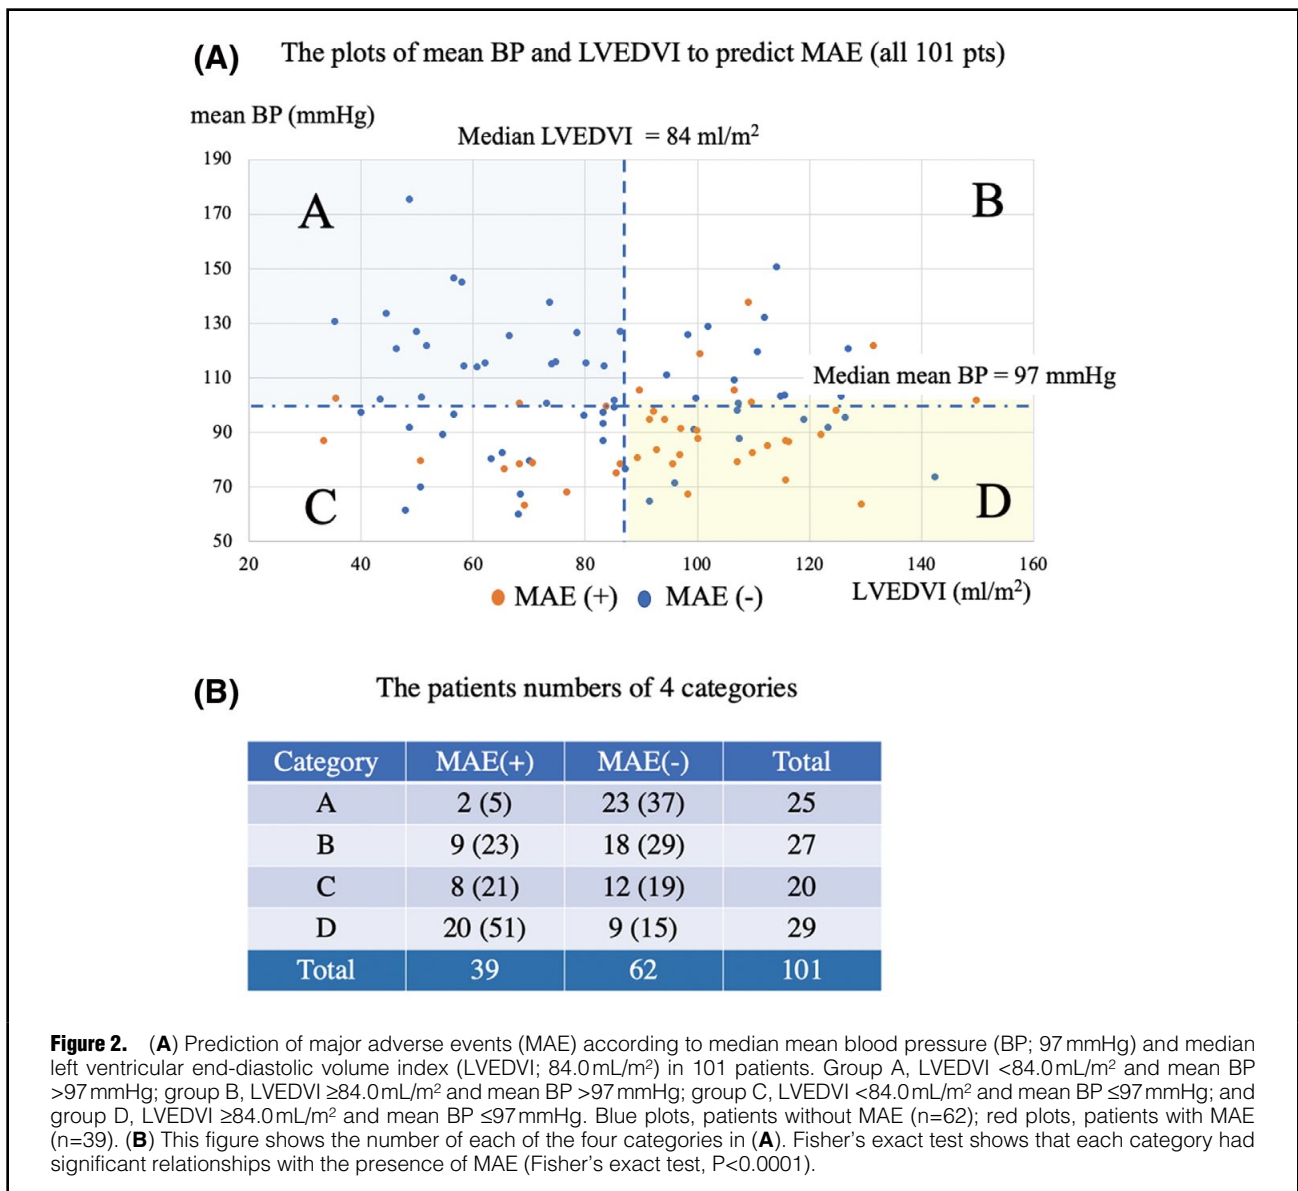 (A) The plots of mean BP and LVEDVI to predict MAE (all 101 pts)
mean BP (mmHg)
Median LVEDVI = 84 ml/m²
190
170
150
130
110
90
70
50
A
B
Median mean BP = 97 mmHg
C
D
20 40 60 80 100 120 140 160
MAE (+) MAE (-) LVEDVI (ml/m²)
(B) The patients numbers of 4 categories
Category MAE(+) MAE(-) Total
A 2 (5) 23 (37) 25
B 9 (23) 18 (29) 27
C 8 (21) 12 (19) 20
D 20 (51) 9 (15) 29
Total 39 62 101
Figure 2. (A) Prediction of major adverse events (MAE) according to median mean blood pressure (BP; 97 mmHg) and median
left ventricular end-diastolic volume index (LVEDVI; 84.0 mL/m²) in 101 patients. Group A, LVEDVI <84.0 mL/m² and mean BP
>97 mmHg; group B, LVEDVI ≥84.0 mL/m² and mean BP >97 mmHg; group C, LVEDVI <84.0 mL/m² and mean BP ≤97 mmHg; and
group D, LVEDVI ≥84.0 mL/m² and mean BP ≤97 mmHg. Blue plots, patients without MAE (n=62); red plots, patients with MAE
(n=39). (B) This figure shows the number of each of the four categories in (A). Fisher's exact test shows that each category had
significant relationships with the presence of MAE (Fisher's exact test, P<0.0001).